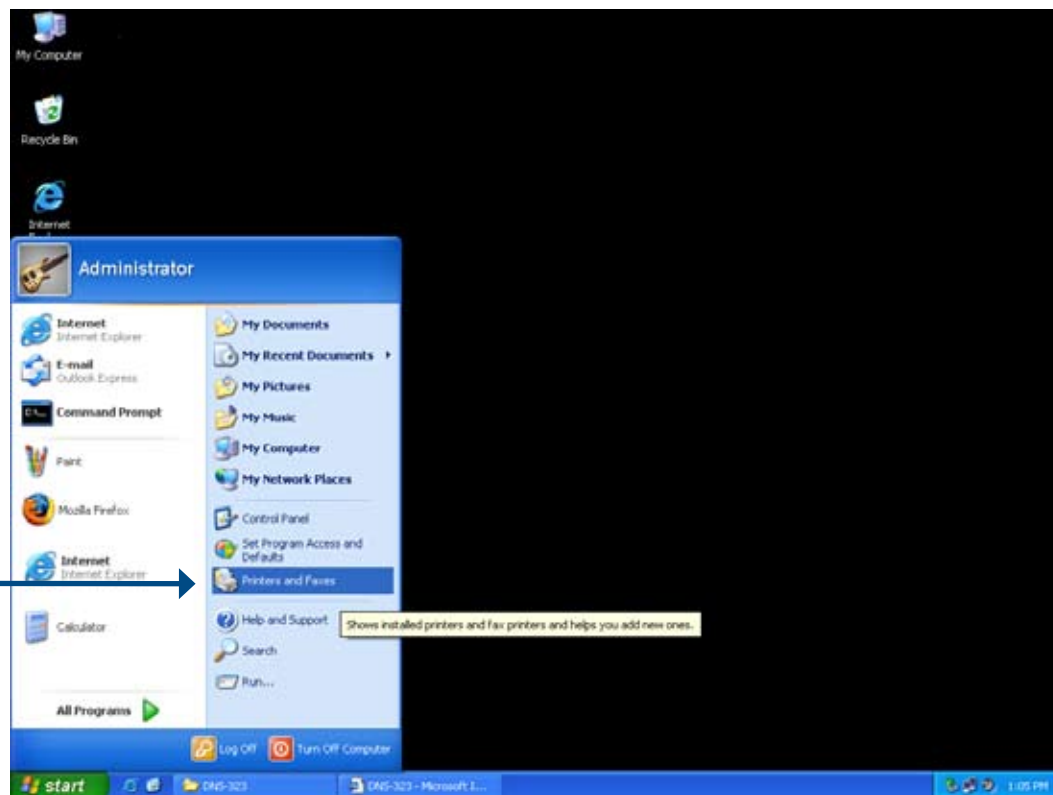 My Computer
Recycle Bin
Internet
Administrator
Internet
Internet Explorer
E-mail
Outlook Express
Command Prompt
Paint
Mozilla Firefox
Internet
Internet Explorer
Calculator
All Programs
My Documents
My Recent Documents
My Pictures
My Music
My Computer
My Network Places
Control Panel
Set Program Access and
Defaults
Printers and Faxes
Help and Support
Search
Run...
Shows installed printers and fax printers and helps you add new ones.
Log Off
Turn Off Computer
start
DNS-323
DNS-323 - Microsoft I...
1:05 PM